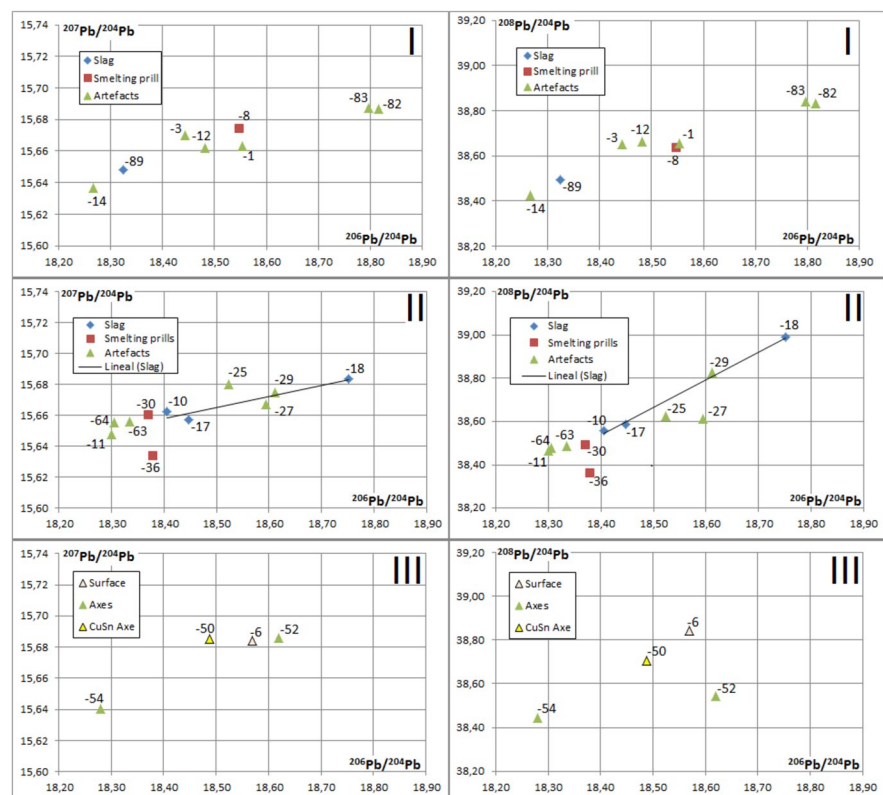 15,74
²⁰⁷Pb/²⁰⁴Pb
I
15,72
Slag
15,70
Smelting prill
Artefacts
-83
-82
15,68
-8
-3
-12
15,66
-1
-89
15,64
-14
15,62
²⁰⁶Pb/²⁰⁴Pb
15,60
18,20 18,30 18,40 18,50 18,60 18,70 18,80 18,90
39,20
²⁰⁸Pb/²⁰⁴Pb
I
Slag
39,00
Smelting prill
Artefacts
-83
-82
38,80
-3
-12
-1
38,60
-8
-89
38,40
-14
²⁰⁶Pb/²⁰⁴Pb
38,20
18,20 18,30 18,40 18,50 18,60 18,70 18,80 18,90
15,74
²⁰⁷Pb/²⁰⁴Pb
II
15,72
Slag
Smelting prills
15,70
Artefacts
Lineal (Slag)
-25
-18
15,68
-29
-30
-10
-64
-27
15,66
-17
-63
-11
15,64
-36
15,62
²⁰⁶Pb/²⁰⁴Pb
15,60
18,20 18,30 18,40 18,50 18,60 18,70 18,80 18,90
39,20
²⁰⁸Pb/²⁰⁴Pb
II
Slag
-18
39,00
Smelting prills
Artefacts
Lineal (Slag)
-29
38,80
-25
-27
-10
38,60
-17
-64
-63
-30
-11
38,40
-36
²⁰⁶Pb/²⁰⁴Pb
38,20
18,20 18,30 18,40 18,50 18,60 18,70 18,80 18,90
15,74
²⁰⁷Pb/²⁰⁴Pb
III
15,72
Surface
Axes
15,70
CuSn Axe
-50
-6
-52
15,68
15,66
-54
15,64
15,62
²⁰⁶Pb/²⁰⁴Pb
15,60
18,20 18,30 18,40 18,50 18,60 18,70 18,80 18,90
39,20
²⁰⁸Pb/²⁰⁴Pb
III
Surface
39,00
Axes
CuSn Axe
-6
38,80
-50
38,60
-52
-54
38,40
²⁰⁶Pb/²⁰⁴Pb
38,20
18,20 18,30 18,40 18,50 18,60 18,70 18,80 18,90